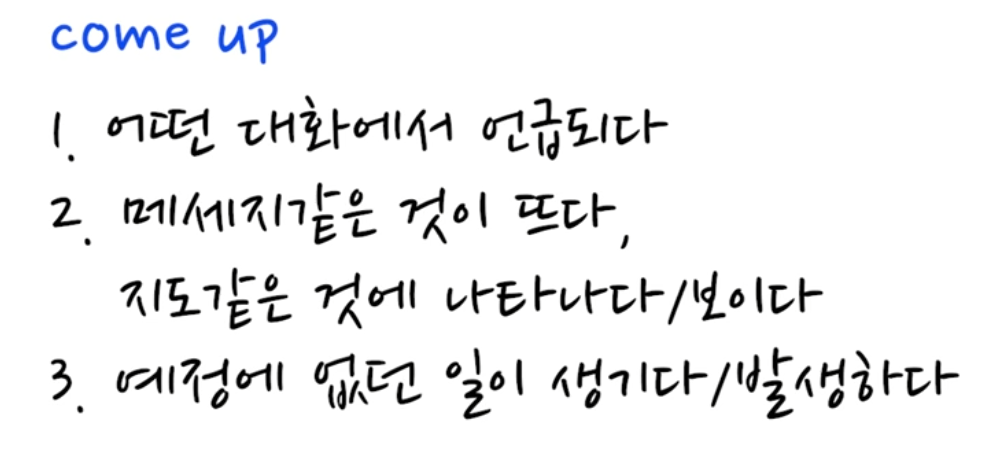 come up
1. 어떤 대화에서 언급되다
2. 메세지같은 것이 뜨다,
지도같은 것에 나타나다/보이다
3. 예정에 없던 일이 생기다/발생하다